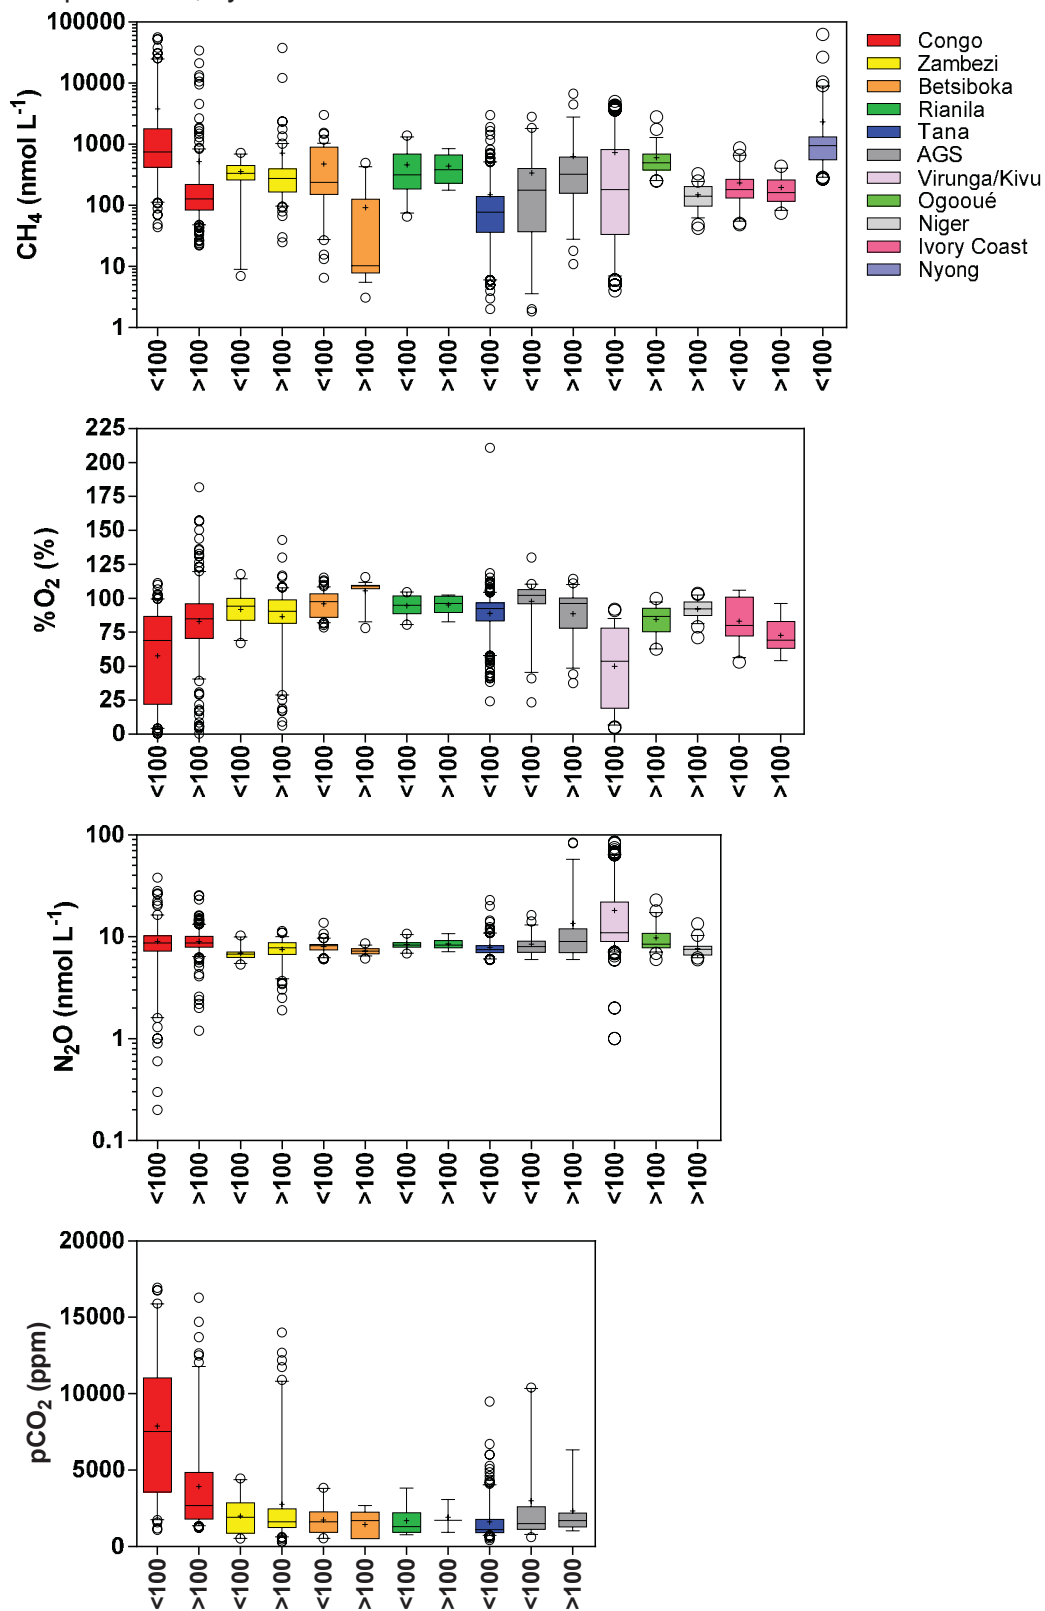 100000
10000
1000
100
10
1
CH4 (nmol L-1)
<100 >100 <100 >100 <100 >100 <100 >100 <100 <100 >100 <100 >100 >100 <100 >100 <100
Congo
Zambezi
Betsiboka
Rianila
Tana
AGS
Virunga/Kivu
Ogooué
Niger
Ivory Coast
Nyong
225
200
175
150
125
100
75
50
25
0
%O2 (%)
<100 >100 <100 >100 <100 >100 <100 >100 <100 <100 >100 <100 >100 >100 <100 >100
100
10
1
0.1
N2O (nmol L-1)
<100 >100 <100 >100 <100 >100 <100 >100 <100 <100 >100 <100 >100 >100
20000
15000
10000
5000
0
pCO2 (ppm)
<100 >100 <100 >100 <100 >100 <100 >100 <100 <100 >100